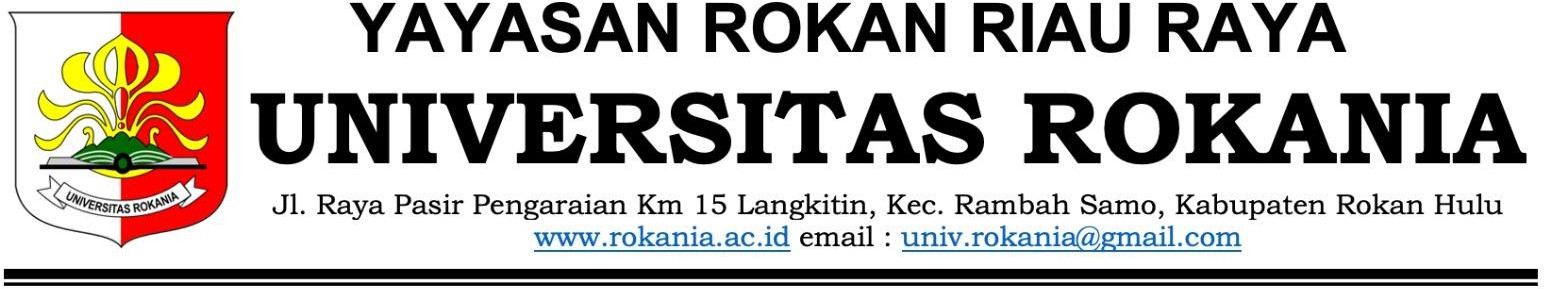 YAYASAN ROKAN RIAU RAYA
UNIVERSITAS ROKANIA
Jl. Raya Pasir Pengaraian Km 15 Langkitin, Kec. Rambah Samo, Kabupaten Rokan Hulu
www.rokania.ac.id email : univ.rokania@gmail.com
UNIVERSITAS ROKANIA